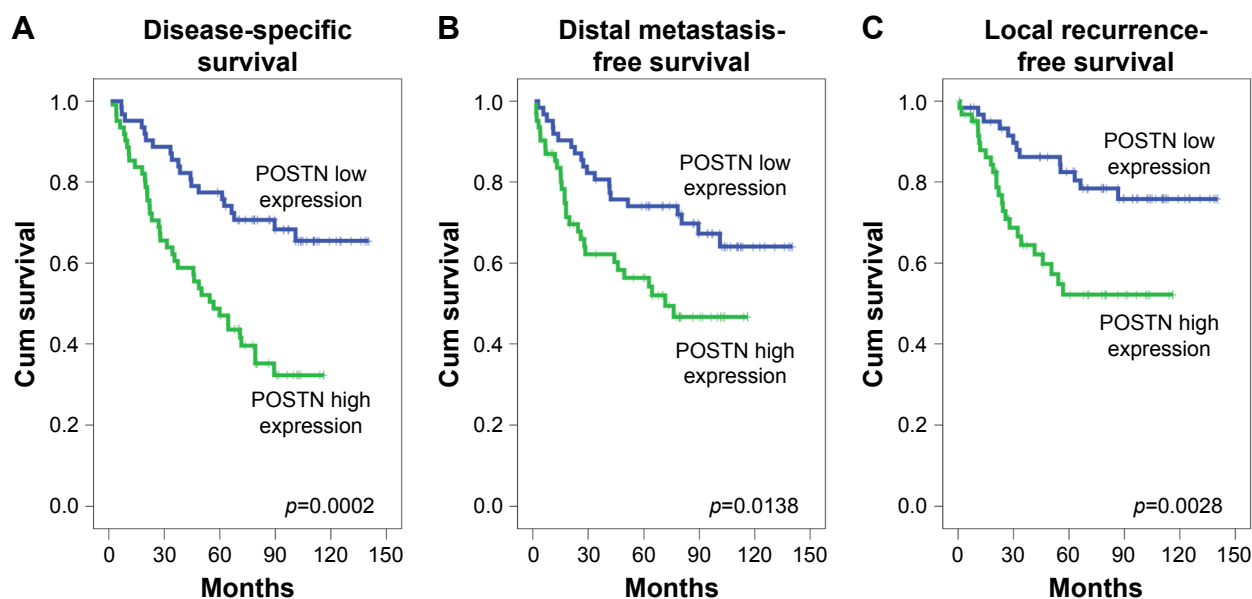 A
Disease-specific
survival
Cum survival
1.0
0.8
0.6
0.4
0.2
0.0
POSTN low
expression
POSTN high
expression
p=0.0002
0 30 60 90 120 150
Months
B
Distal metastasis-
free survival
Cum survival
1.0
0.8
0.6
0.4
0.2
0.0
POSTN low
expression
POSTN high
expression
p=0.0138
0 30 60 90 120 150
Months
C
Local recurrence-
free survival
Cum survival
1.0
0.8
0.6
0.4
0.2
0.0
POSTN low
expression
POSTN high
expression
p=0.0028
0 30 60 90 120 150
Months